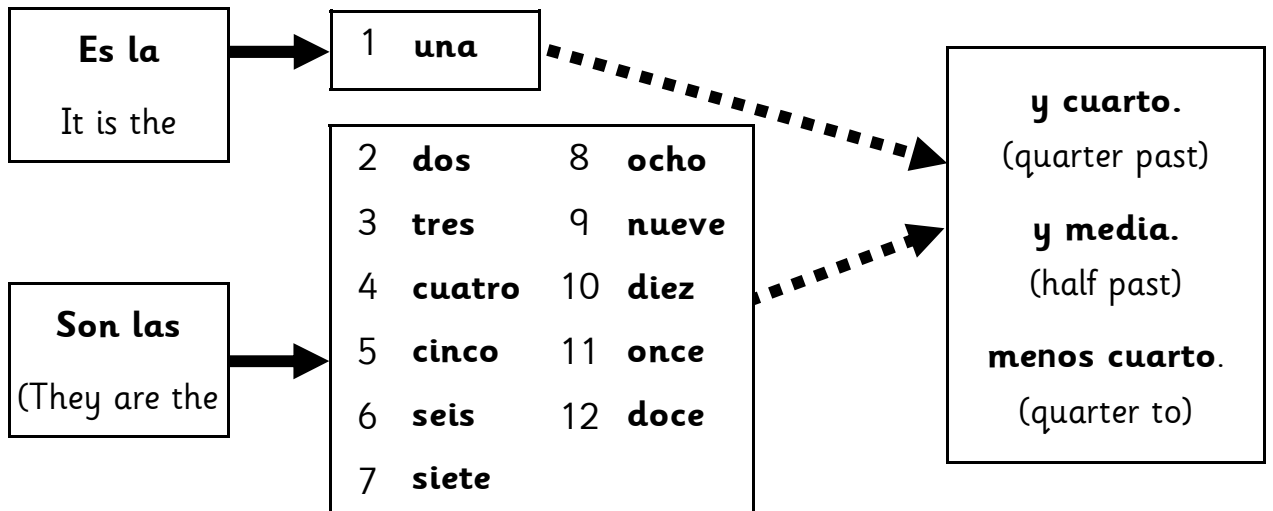 Es la
It is the
1 una
Son las
(They are the
2 dos 8 ocho
3 tres 9 nueve
4 cuatro 10 diez
5 cinco 11 once
6 seis 12 doce
7 siete
y cuarto.
(quarter past)
y media.
(half past)
menos cuarto.
(quarter to)